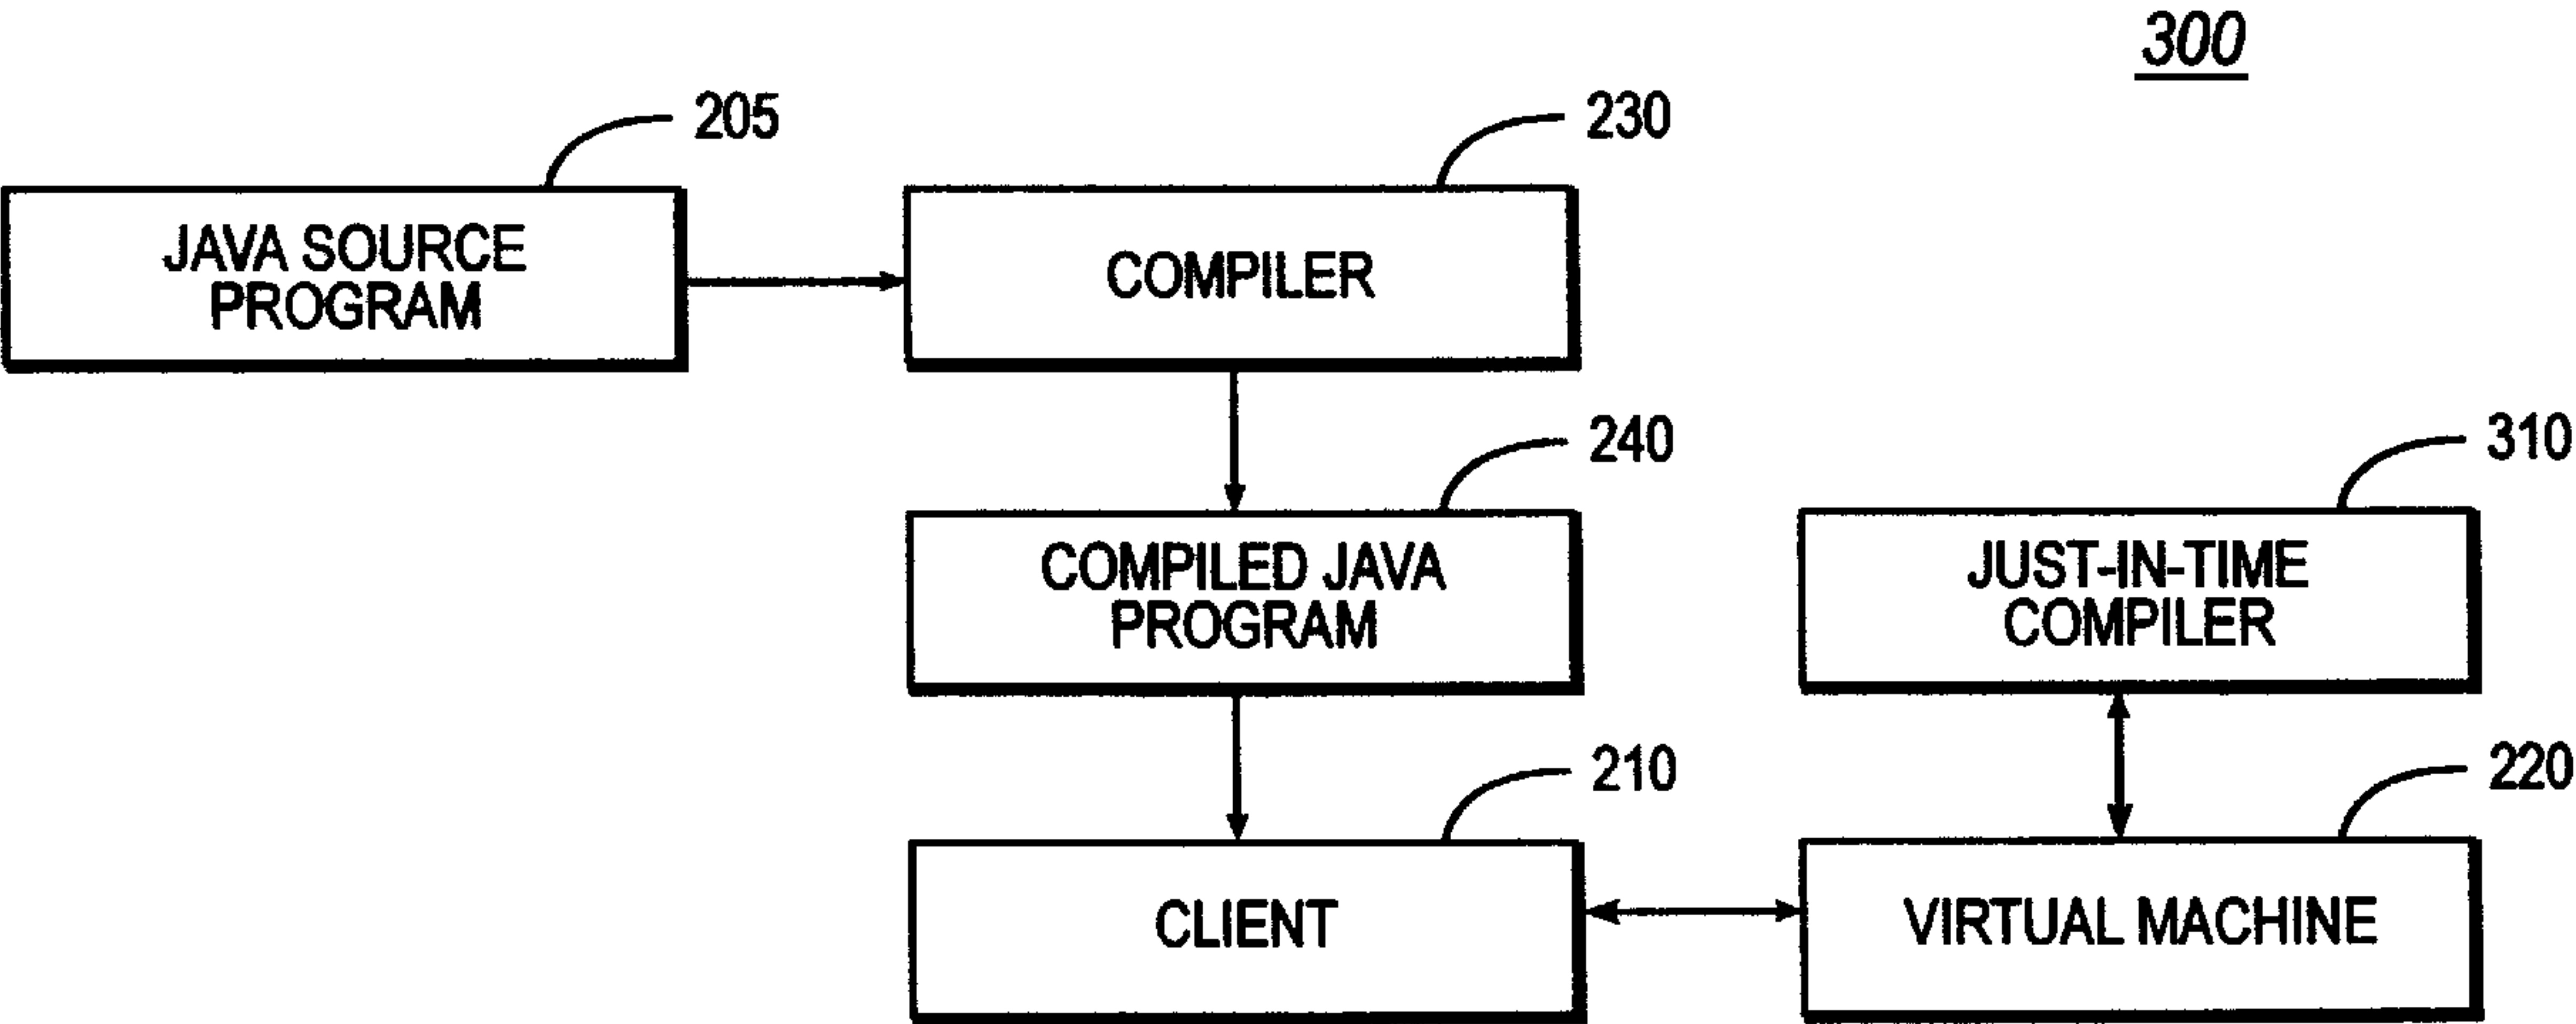 300
205
230
JAVA SOURCE
PROGRAM
COMPILER
240
310
COMPILED JAVA
PROGRAM
JUST-IN-TIME
COMPILER
210
220
CLIENT
VIRTUAL MACHINE